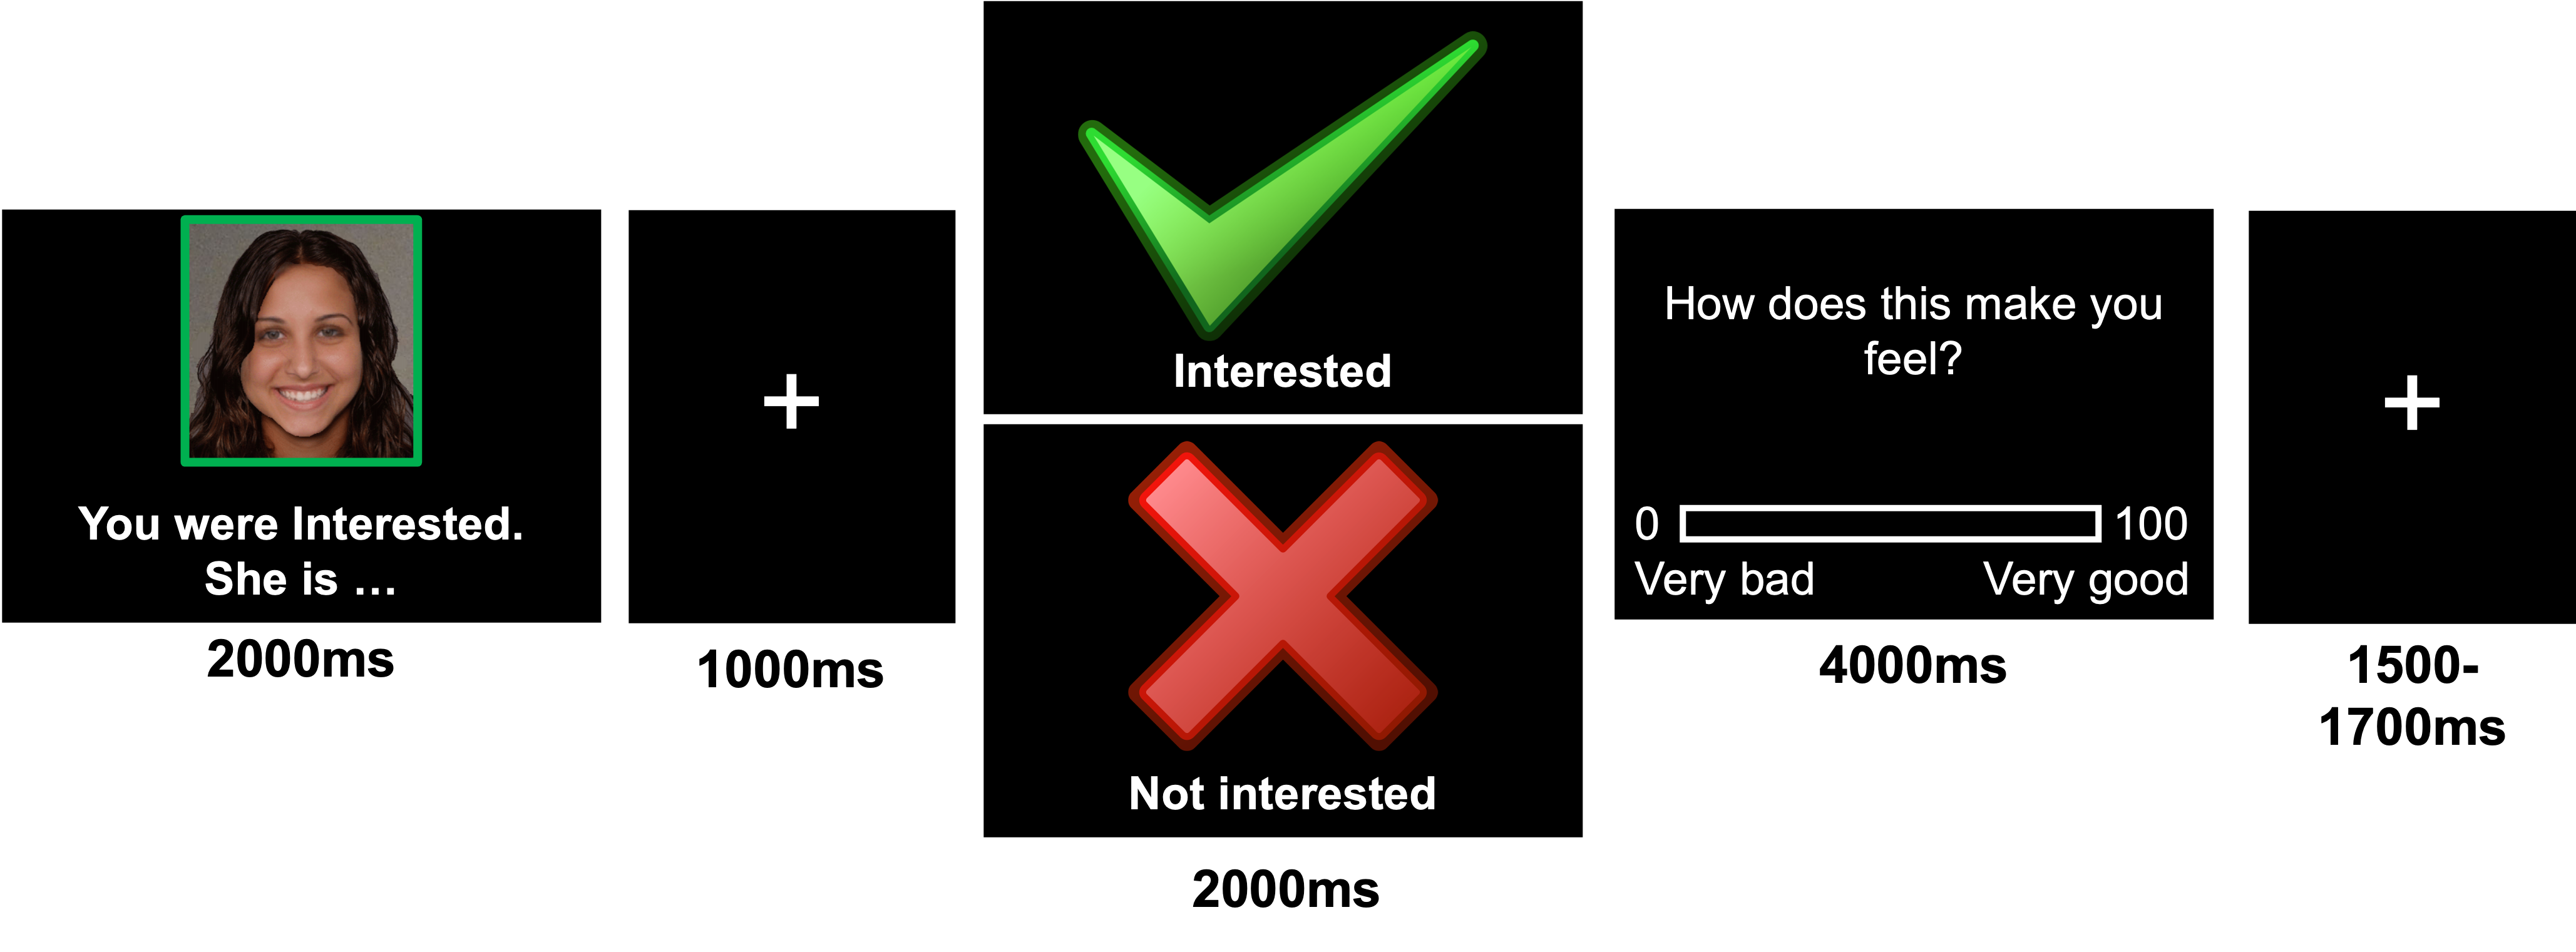 You were Interested.
She is …
2000ms
+
1000ms
Interested
Not interested
2000ms
How does this make you
feel?
0 100
Very bad Very good
4000ms
+
1500-
1700ms